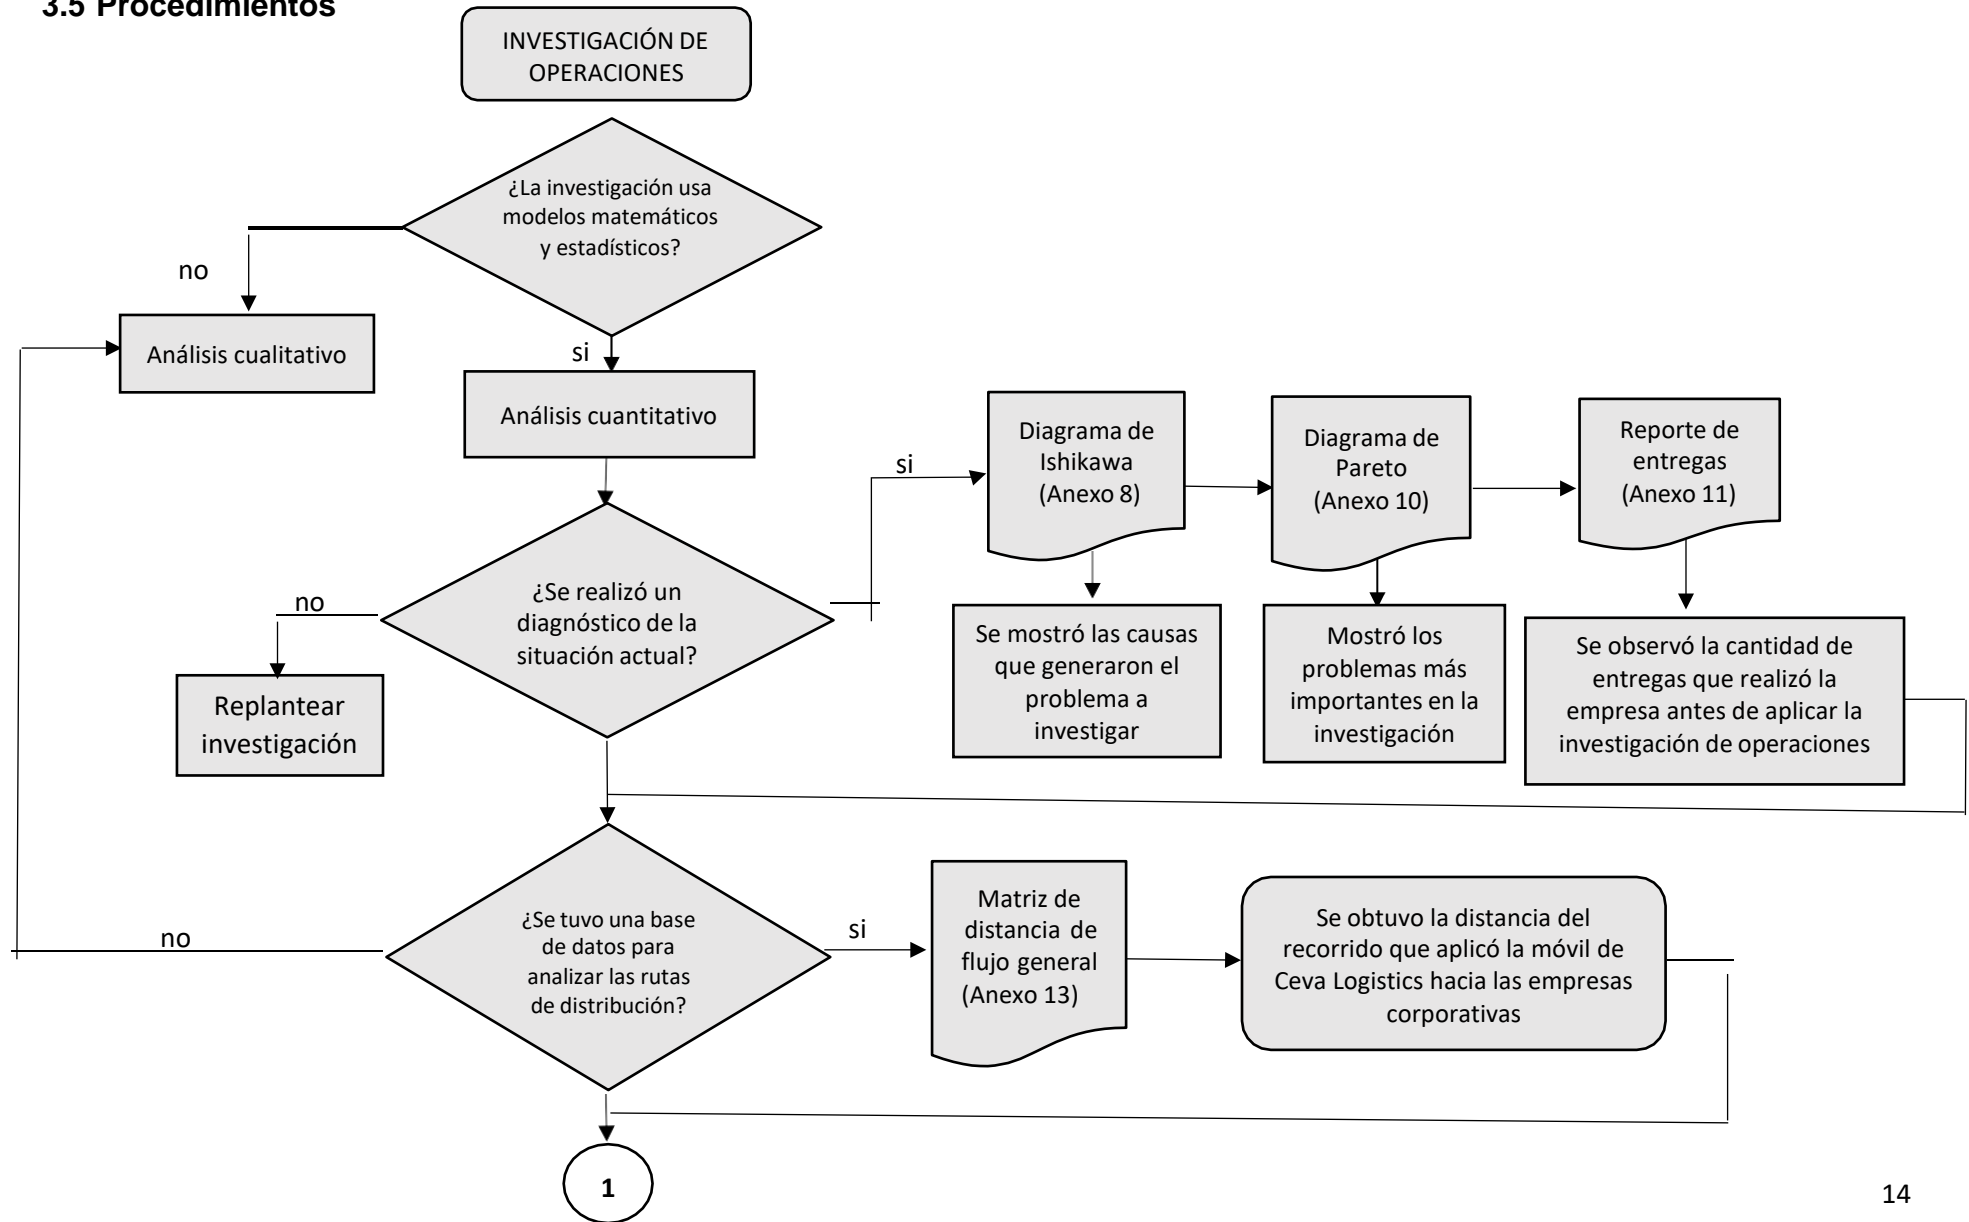 3.5 Procedimientos
INVESTIGACIÓN DE
OPERACIONES
¿La investigación usa
modelos matemáticos
y estadísticos?
no
Análisis cualitativo
si
Análisis cuantitativo
si
Diagrama de
Ishikawa
(Anexo 8)
Diagrama de
Pareto
(Anexo 10)
Reporte de
entregas
(Anexo 11)
¿Se realizó un
diagnóstico de la
situación actual?
no
Replantear
investigación
Se mostró las causas
que generaron el
problema a
investigar
Mostró los
problemas más
importantes en la
investigación
Se observó la cantidad de
entregas que realizó la
empresa antes de aplicar la
investigación de operaciones
¿Se tuvo una base
de datos para
analizar las rutas
de distribución?
no
si
Matriz de
distancia de
flujo general
(Anexo 13)
Se obtuvo la distancia del
recorrido que aplicó la móvil de
Ceva Logistics hacia las empresas
corporativas
1
14